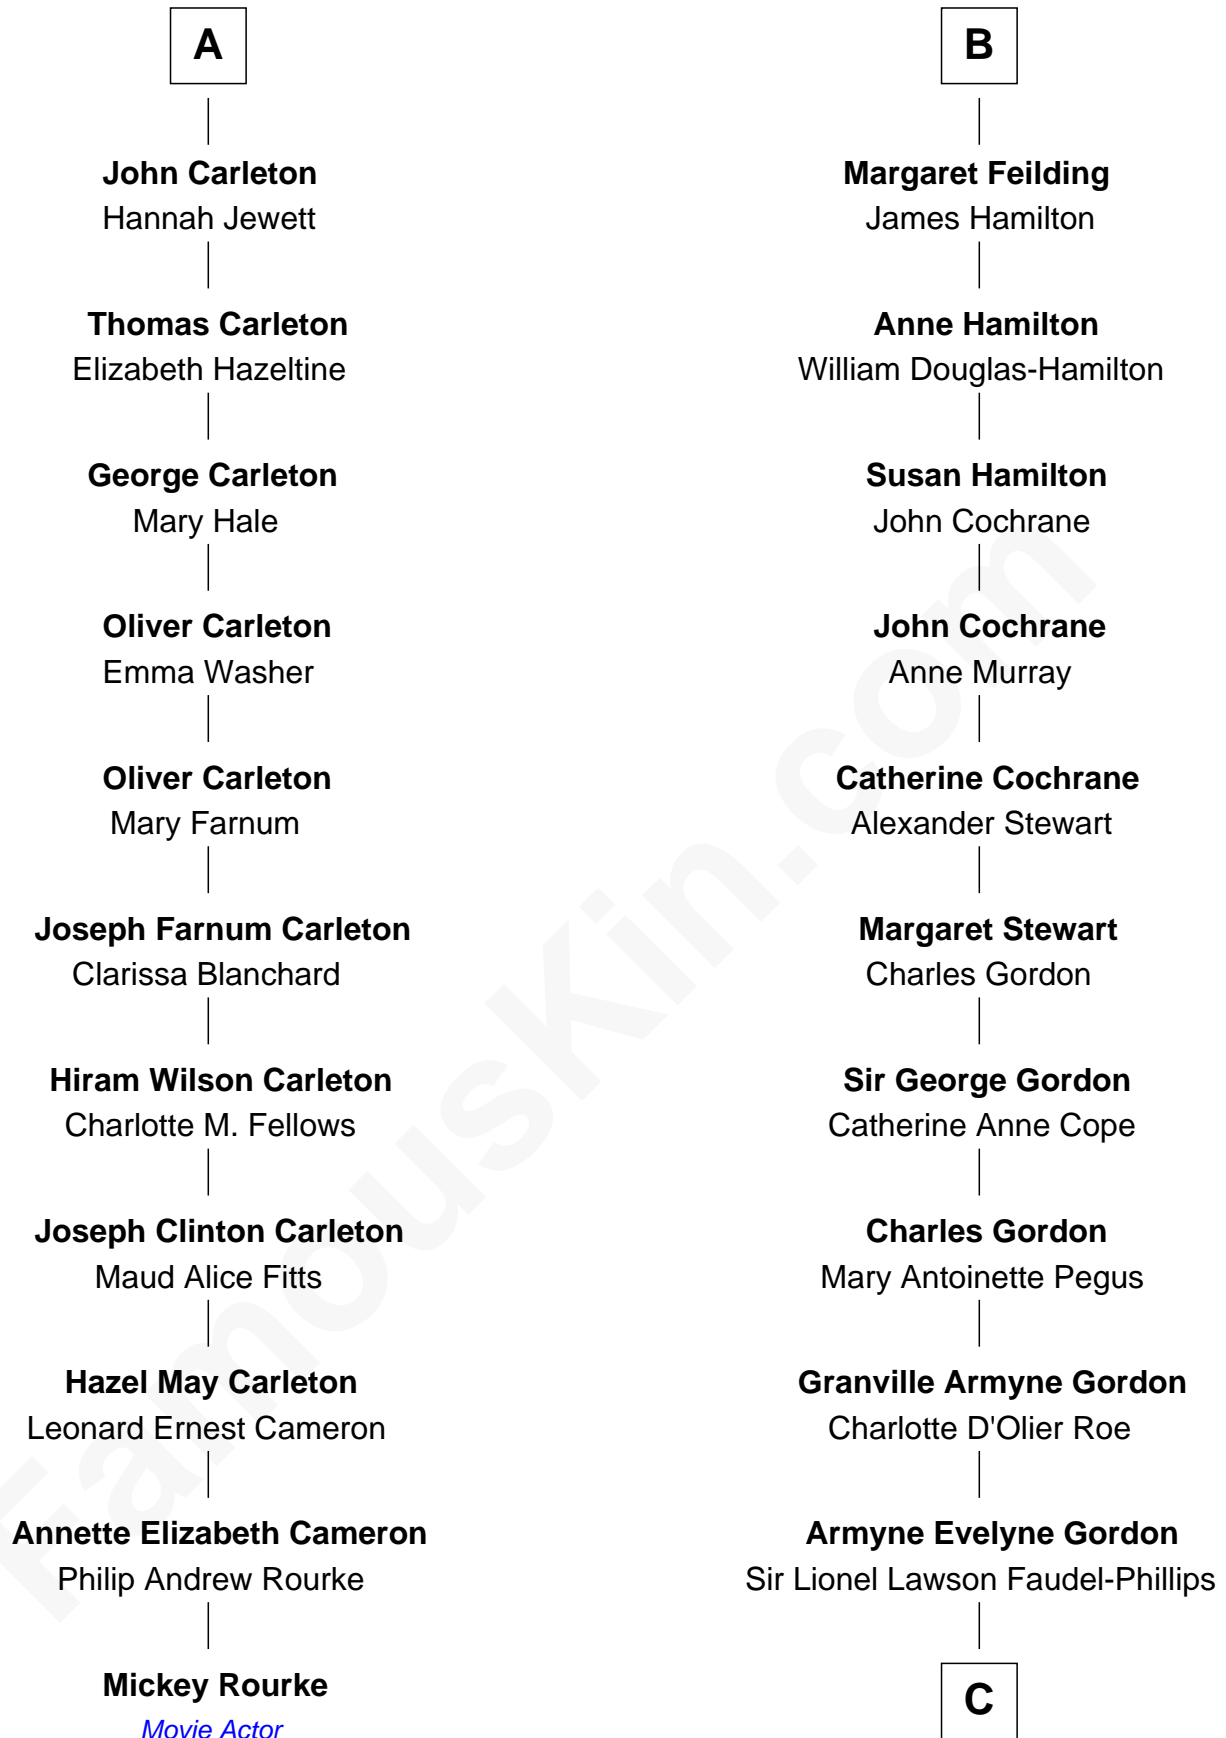 A
John Carleton
Hannah Jewett
Thomas Carleton
Elizabeth Hazeltine
George Carleton
Mary Hale
Oliver Carleton
Emma Washer
Oliver Carleton
Mary Farnum
Joseph Farnum Carleton
Clarissa Blanchard
Hiram Wilson Carleton
Charlotte M. Fellows
Joseph Clinton Carleton
Maud Alice Fitts
Hazel May Carleton
Leonard Ernest Cameron
Annette Elizabeth Cameron
Philip Andrew Rourke
Mickey Rourke
Movie Actor
B
Margaret Feilding
James Hamilton
Anne Hamilton
William Douglas-Hamilton
Susan Hamilton
John Cochrane
John Cochrane
Anne Murray
Catherine Cochrane
Alexander Stewart
Margaret Stewart
Charles Gordon
Sir George Gordon
Catherine Anne Cope
Charles Gordon
Mary Antoinette Pegus
Granville Armyne Gordon
Charlotte D'Olier Roe
Armyne Evelyne Gordon
Sir Lionel Lawson Faudel-Phillips
C
FamousKin.com